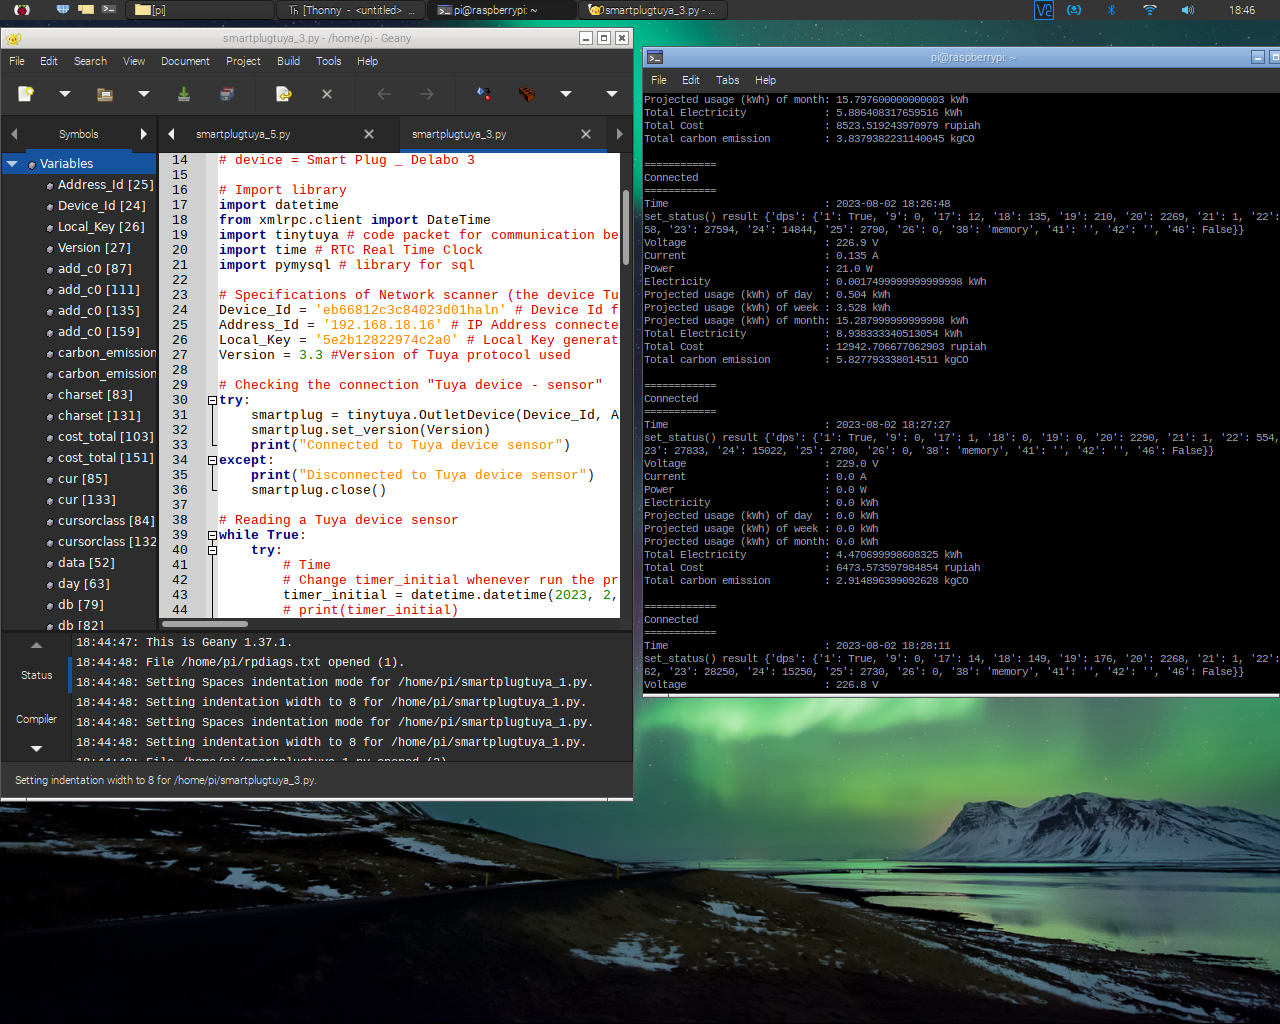 [pi]
[Thonny - <untitled> ...
pi@raspberrypi: ~
smartplugtuya_3.py - ...
18:46
smartplugtuya_3.py - /home/pi - Geany
File Edit Search View Document Project Build Tools Help
Symbols
smartplugtuya_5.py
smartplugtuya_3.py
Variables
Address_Id [25]
Device_Id [24]
Local_Key [26]
Version [27]
add_c0 [87]
add_c0 [111]
add_c0 [135]
add_c0 [159]
carbon_emission
carbon_emission
charset [83]
charset [131]
cost_total [103]
cost_total [151]
cur [85]
cur [133]
cursorclass [84]
cursorclass [132
data [52]
day [63]
db [79]
db [82]
14 # device = Smart Plug _ Delabo 3
15
16 # Import library
17 import datetime
18 from xmlrpc.client import DateTime
19 import tinytuya # code packet for communication be
20 import time # RTC Real Time Clock
21 import pymysql # library for sql
22
23 # Specifications of Network scanner (the device Tu
24 Device_Id = 'eb66812c3c84023d01haln' # Device Id f
25 Address_Id = '192.168.18.16' # IP Address connecte
26 Local_Key = '5e2b12822974c2a0' # Local Key generat
27 Version = 3.3 #Version of Tuya protocol used
28
29 # Checking the connection "Tuya device - sensor"
30 try:
31 smartplug = tinytuya.OutletDevice(Device_Id, A
32 smartplug.set_version(Version)
33 print("Connected to Tuya device sensor")
34 except:
35 print("Disconnected to Tuya device sensor")
36 smartplug.close()
37
38 # Reading a Tuya device sensor
39 while True:
40 try:
41 # Time
42 # Change timer_initial whenever run the pr
43 timer_initial = datetime.datetime(2023, 2,
44 # print(timer_initial)
Status
Compiler
18:44:47: This is Geany 1.37.1.
18:44:48: File /home/pi/rpdiags.txt opened (1).
18:44:48: Setting Spaces indentation mode for /home/pi/smartplugtuya_1.py.
18:44:48: Setting indentation width to 8 for /home/pi/smartplugtuya_1.py.
18:44:48: Setting Spaces indentation mode for /home/pi/smartplugtuya_1.py.
18:44:48: Setting indentation width to 8 for /home/pi/smartplugtuya_1.py.
18:44:48: File /home/pi/smartplugtuya_1.py opened (2).
Setting indentation width to 8 for /home/pi/smartplugtuya_3.py.
pi@raspberrypi: ~
File Edit Tabs Help
Projected usage (kWh) of month: 15.797600000000003 kWh
Total Electricity : 5.886408317659516 kWh
Total Cost : 8523.519243970979 rupiah
Total carbon emission : 3.8379382231140045 kgCO
============
Connected
============
Time : 2023-08-02 18:26:48
set_status() result {'dps': {'1': True, '9': 0, '17': 12, '18': 135, '19': 210, '20': 2269, '21': 1, '22':
58, '23': 27594, '24': 14844, '25': 2790, '26': 0, '38': 'memory', '41': '', '42': '', '46': False}}
Voltage : 226.9 V
Current : 0.135 A
Power : 21.0 W
Electricity : 0.0017499999999999998 kWh
Projected usage (kWh) of day : 0.504 kWh
Projected usage (kWh) of week : 3.528 kWh
Projected usage (kWh) of month: 15.287999999999998 kWh
Total Electricity : 8.938333340513054 kWh
Total Cost : 12942.706677062903 rupiah
Total carbon emission : 5.827793338014511 kgCO
============
Connected
============
Time : 2023-08-02 18:27:27
set_status() result {'dps': {'1': True, '9': 0, '17': 1, '18': 0, '19': 0, '20': 2290, '21': 1, '22': 554,
23': 27833, '24': 15022, '25': 2780, '26': 0, '38': 'memory', '41': '', '42': '', '46': False}}
Voltage : 229.0 V
Current : 0.0 A
Power : 0.0 W
Electricity : 0.0 kWh
Projected usage (kWh) of day : 0.0 kWh
Projected usage (kWh) of week : 0.0 kWh
Projected usage (kWh) of month: 0.0 kWh
Total Electricity : 4.470699998608325 kWh
Total Cost : 6473.573597984854 rupiah
Total carbon emission : 2.914896399092628 kgCO
============
Connected
============
Time : 2023-08-02 18:28:11
set_status() result {'dps': {'1': True, '9': 0, '17': 14, '18': 149, '19': 176, '20': 2268, '21': 1, '22':
62, '23': 28250, '24': 15250, '25': 2730, '26': 0, '38': 'memory', '41': '', '42': '', '46': False}}
Voltage : 226.8 V